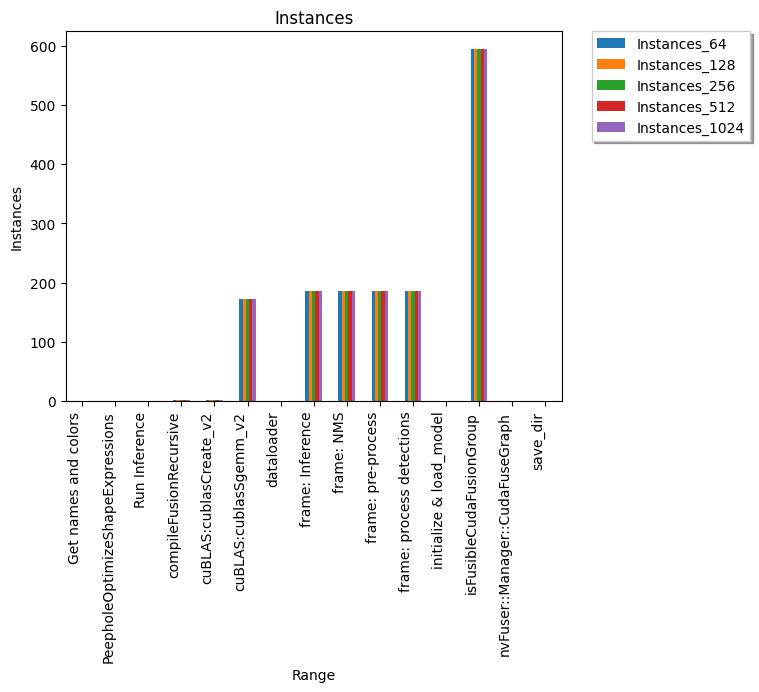 Instances
Instances_64
Instances_128
Instances_256
Instances_512
Instances_1024
Instances
600
500
400
300
200
100
0
Get names and colors
PeepholeOptimizeShapeExpressions
Run Inference
compileFusionRecursive
cuBLAS:cublasCreate_v2
cuBLAS:cublasSgemm_v2
dataloader
frame: Inference
frame: NMS
frame: pre-process
frame: process detections
initialize & load_model
isFusibleCudaFusionGroup
nvFuser::Manager::CudaFuseGraph
save_dir
Range